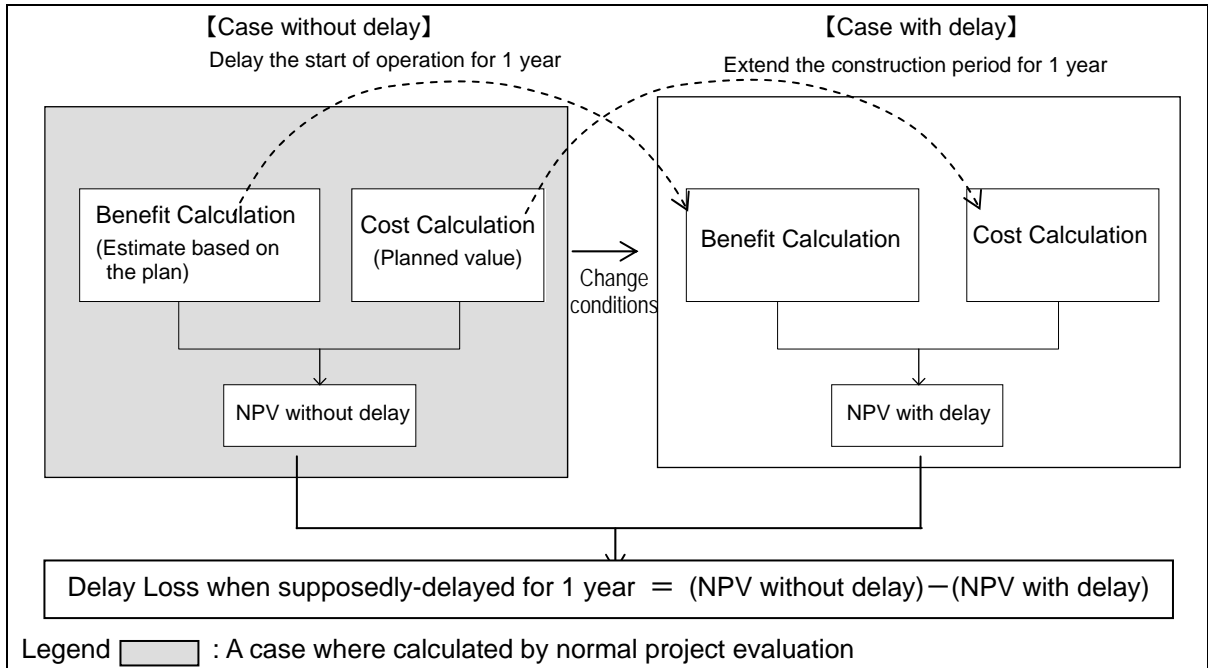 【Case without delay】
【Case with delay】
Delay the start of operation for 1 year
Extend the construction period for 1 year
Benefit Calculation
(Estimate based on
the plan)
Cost Calculation
(Planned value)
Change
conditions
Benefit Calculation
Cost Calculation
NPV without delay
NPV with delay
Delay Loss when supposedly-delayed for 1 year ＝ (NPV without delay)－(NPV with delay)
Legend : A case where calculated by normal project evaluation